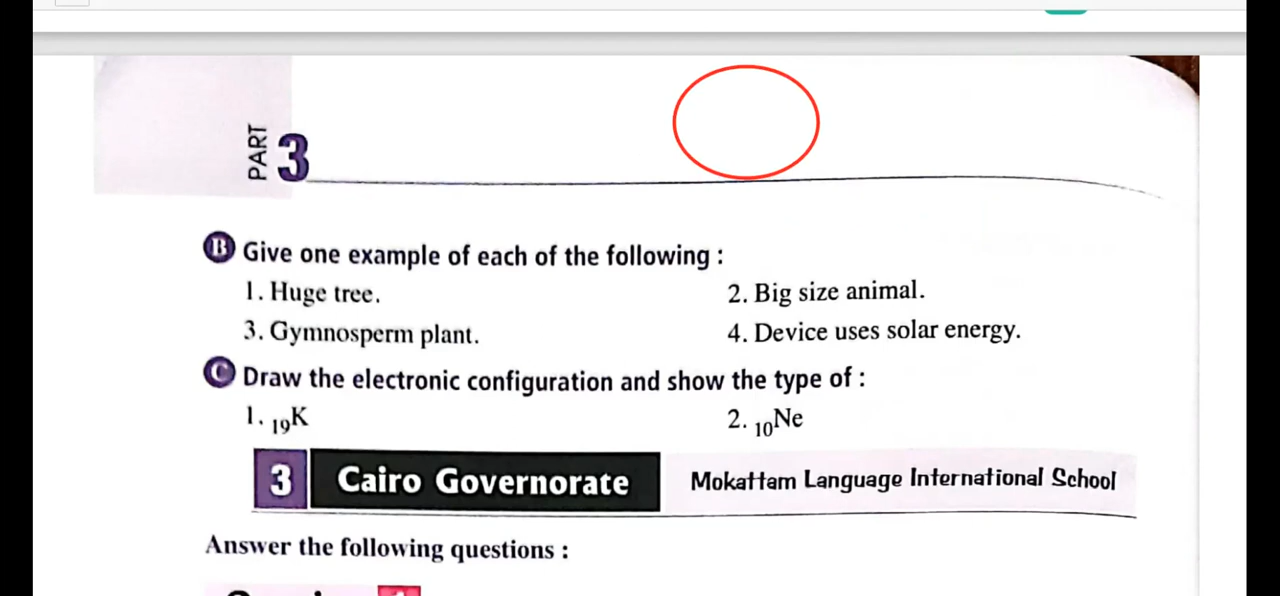 PART 3
B Give one example of each of the following :
1. Huge tree. 2. Big size animal.
3. Gymnosperm plant. 4. Device uses solar energy.
C Draw the electronic configuration and show the type of :
1. ₁₉K 2. ₁₀Ne
3 Cairo Governorate Mokattam Language International School
Answer the following questions :